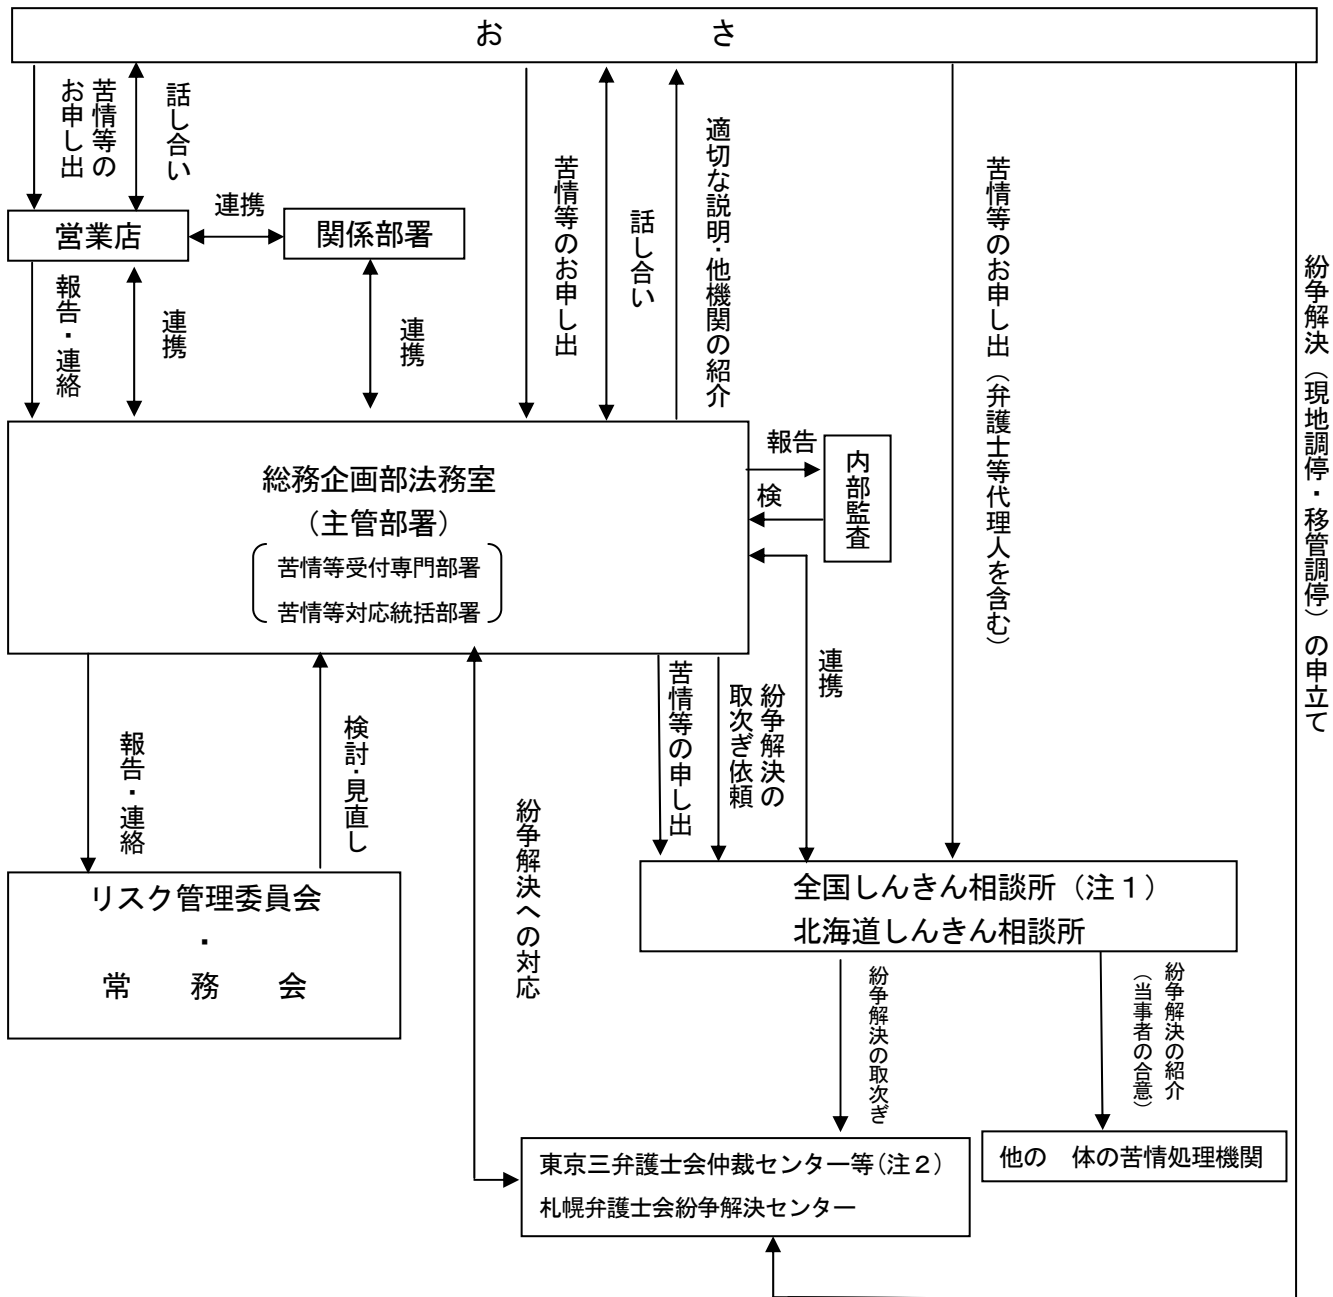 お さ
苦情等の
お申し出
話し合い
苦情等のお申し出
話し合い
適切な説明・他機関の紹介
苦情等のお申し出（弁護士等代理人を含む）
紛争解決（現地調停・移管調停）の申立て
営業店
連携
関係部署
報告・連絡
連携
連携
総務企画部法務室
（主管部署）
苦情等受付専門部署
苦情等対応統括部署
報告
検
内部監査
報告・連絡
検討・見直し
紛争解決への対応
苦情等の申し出
紛争解決の
取次ぎ依頼
連携
リスク管理委員会
・
常 務 会
全国しんきん相談所（注１）
北海道しんきん相談所
紛争解決の取次ぎ
紛争解決の紹介
（当事者の合意）
東京三弁護士会仲裁センター等（注２）
札幌弁護士会紛争解決センター
他の 体の苦情処理機関